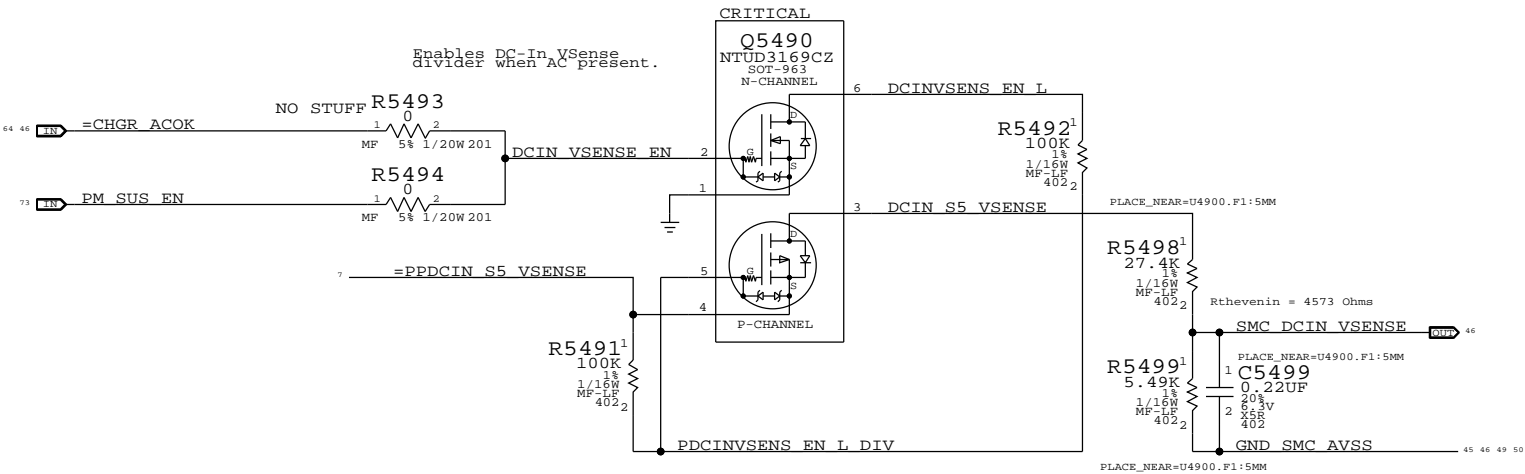 CRITICAL
Q5490
NTUD3169CZ
SOT-963
N-CHANNEL
Enables DC-In VSense
divider when AC present.
NO STUFF
R5493
0
1
2
MF
5%
1/20W
201
64 46
IN
=CHGR_ACOK
DCIN_VSENSE_EN
2
R5494
0
1
2
MF
5%
1/20W
201
73
IN
PM_SUS_EN
1
D
G
S
6
DCINVSENS_EN_L
R5492
1
100K
1%
1/16W
MF-LF
402
2
3
DCIN_S5_VSENSE
PLACE_NEAR=U4900.F1:5MM
7
=PPDCIN_S5_VSENSE
5
4
D
G
S
P-CHANNEL
R5498
1
27.4K
1%
1/16W
MF-LF
402
2
Rthevenin = 4573 Ohms
SMC_DCIN_VSENSE
OUT
46
R5491
1
100K
1%
1/16W
MF-LF
402
2
PLACE_NEAR=U4900.F1:5MM
R5499
1
5.49K
1%
1/16W
MF-LF
402
2
1
C5499
0.22UF
20%
6.3V
X5R
402
2
PDCINVSENS_EN_L_DIV
GND_SMC_AVSS
45 46 49 50
PLACE_NEAR=U4900.F1:5MM